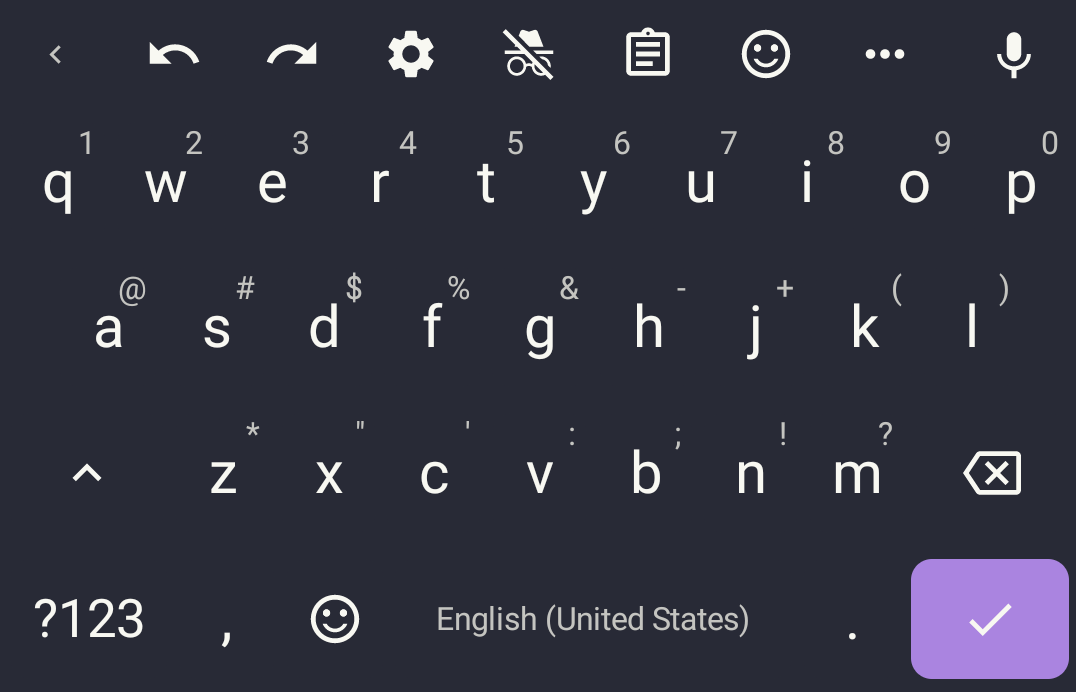 1 2 3 4 5 6 7 8 9 0
q w e r t y u i o p
@ # $ % & - + ( )
a s d f g h j k l
* " ' : ; ! ?
z x c v b n m
?123 , English (United States) .